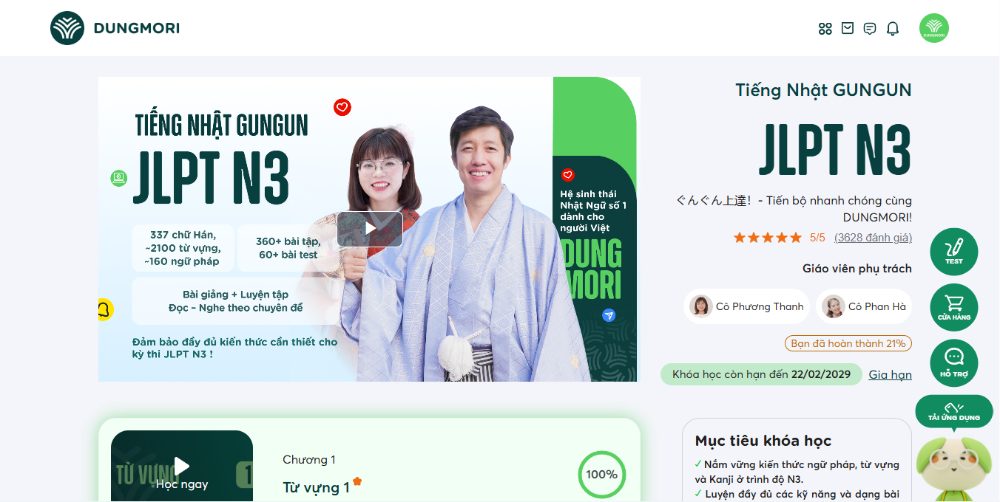 DUNGMORI
DUNGMORI
TIẾNG NHẬT GUNGUN
JLPT N3
337 chữ Hán,
~2100 từ vựng,
~160 ngữ pháp
360+ bài tập,
60+ bài test
Bài giảng + Luyện tập
Đọc – Nghe theo chuyên đề
Đảm bảo đầy đủ kiến thức cần thiết cho
kỳ thi JLPT N3 !
Hệ sinh thái
Nhật Ngữ số 1
dành cho
người Việt
DUNG
MORI
Tiếng Nhật GUNGUN
JLPT N3
ぐんぐん上達！- Tiến bộ nhanh chóng cùng
DUNGMORI!
5/5 (3628 đánh giá)
Giáo viên phụ trách
Cô Phương Thanh
Cô Phan Hà
Bạn đã hoàn thành 21%
Khóa học còn hạn đến 22/02/2029 Gia hạn
TEST
CỬA HÀNG
HỖ TRỢ
TẢI ỨNG DỤNG
TỪ VỰNG 1
Học ngay
Chương 1
Từ vựng 1
100%
Mục tiêu khóa học
✓ Nắm vững kiến thức ngữ pháp, từ vựng
và Kanji ở trình độ N3.
✓ Luyện đầy đủ các kỹ năng và dạng bài